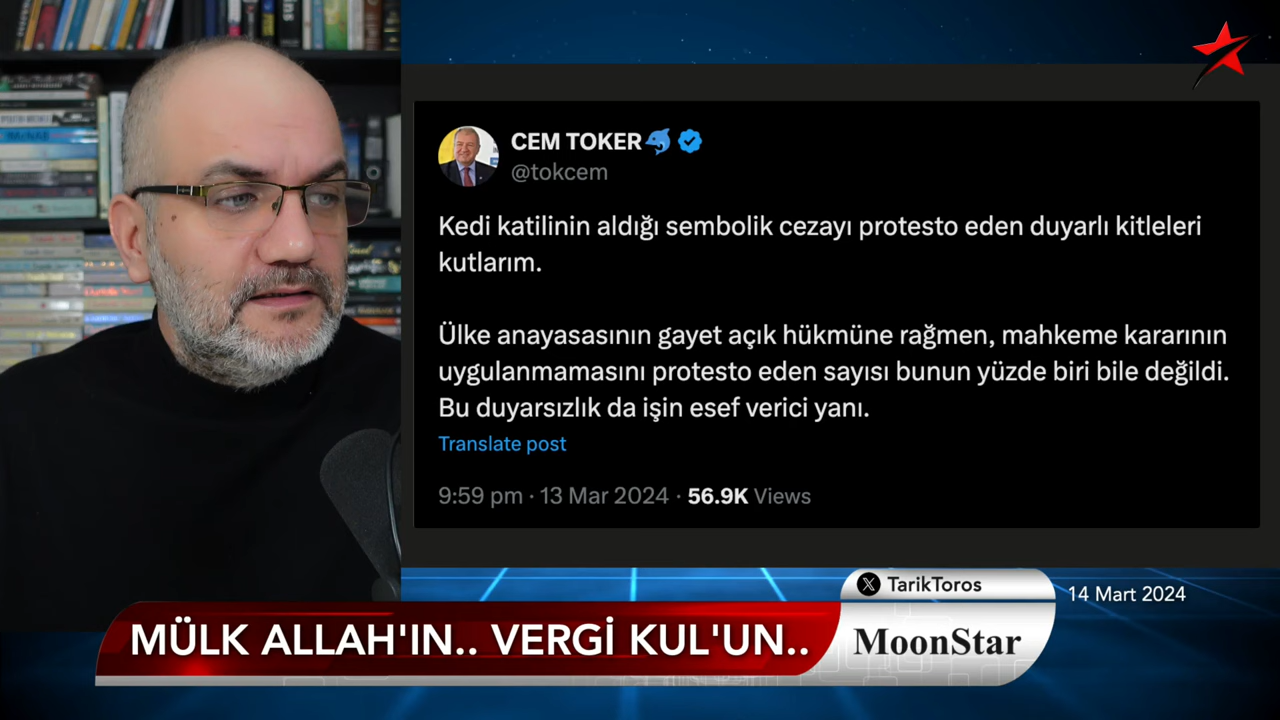 CEM TOKER
@tokcem
Kedi katilinin aldığı sembolik cezayı protesto eden duyarlı kitleleri
kutlarım.
Ülke anayasasının gayet açık hükmüne rağmen, mahkeme kararının
uygulanmamasını protesto eden sayısı bunun yüzde biri bile değildi.
Bu duyarsızlık da işin esef verici yanı.
Translate post
9:59 pm · 13 Mar 2024 · 56.9K Views
TarikToros
14 Mart 2024
MÜLK ALLAH'IN.. VERGİ KUL'UN..
MoonStar